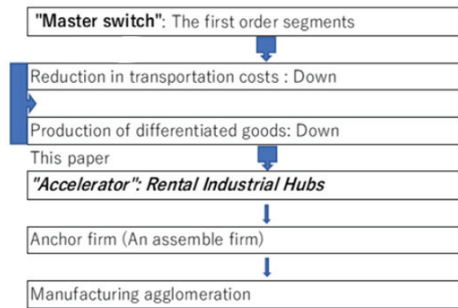 "Master switch": The first order segments
Reduction in transportation costs : Down
Production of differentiated goods: Down
This paper
"Accelerator": Rental Industrial Hubs
Anchor firm (An assemble firm)
Manufacturing agglomeration